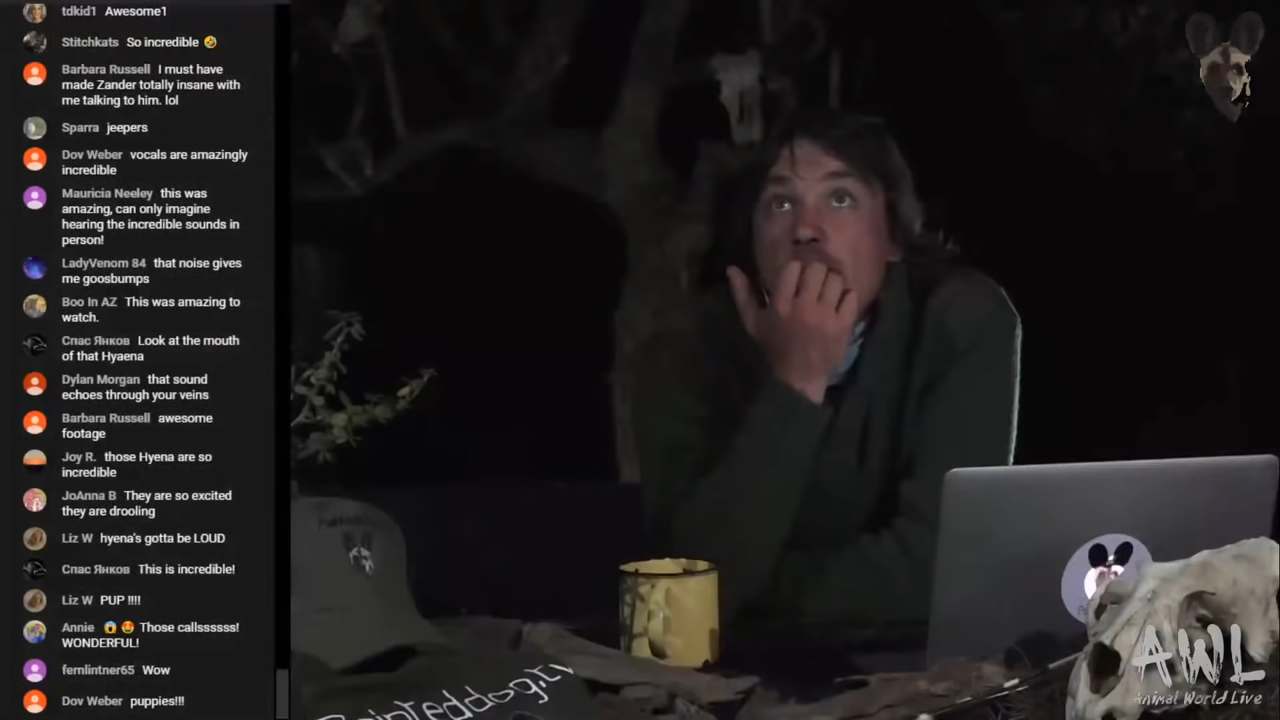 tdkid1 Awesome1
Stitchkats So incredible 🤣
Barbara Russell I must have
made Zander totally insane with
me talking to him. lol
Sparra jeepers
Dov Weber vocals are amazingly
incredible
Mauricia Neeley this was
amazing, can only imagine
hearing the incredible sounds in
person!
LadyVenom 84 that noise gives
me goosbumps
Boo In AZ This was amazing to
watch.
Спас Янков Look at the mouth
of that Hyaena
Dylan Morgan that sound
echoes through your veins
Barbara Russell awesome
footage
Joy R. those Hyena are so
incredible
JoAnna B They are so excited
they are drooling
Liz W hyena's gotta be LOUD
Спас Янков This is incredible!
Liz W PUP !!!!
Annie 😱 🤩 Those callssssss!
WONDERFUL!
fernlintner65 Wow
Dov Weber puppies!!!
Painteddogtv
AWL
Animal World Live